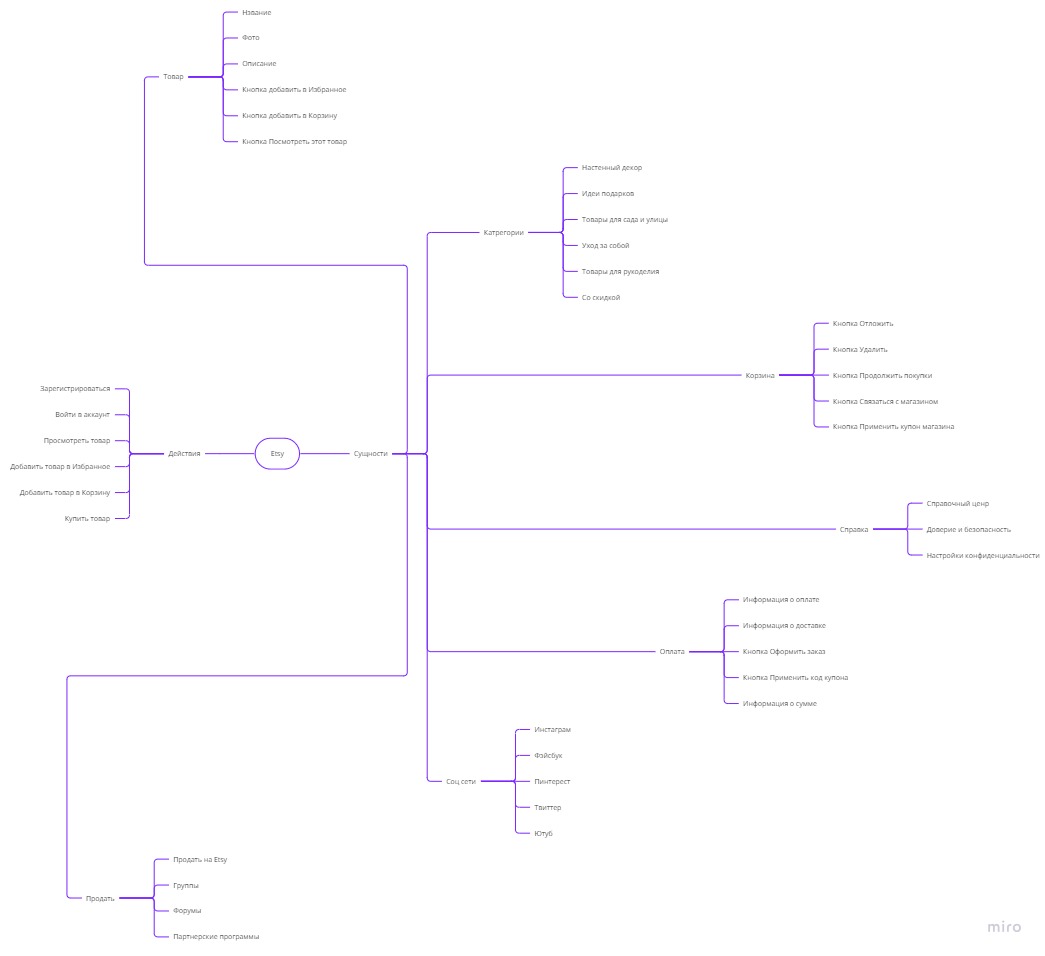 Нзвание
Фото
Описание
Товар
Кнопка добавить в Избранное
Кнопка добавить в Корзину
Кнопка Посмотреть этот товар
Настенный декор
Идеи подарков
Товары для сада и улицы
Катрегории
Уход за собой
Товары для рукоделия
Со скидкой
Кнопка Отложить
Кнопка Удалить
Корзина
Кнопка Продолжить покупки
Кнопка Связаться с магазином
Кнопка Применить купон магазина
Зарегистрироваться
Войти в аккаунт
Просмотреть товар
Добавить товар в Избранное
Добавить товар в Корзину
Купить товар
Действия
Etsy
Сущности
Справочный ценр
Справка
Доверие и безопасность
Настройки конфиденциальности
Информация о оплате
Информация о доставке
Оплата
Кнопка Оформить заказ
Кнопка Применить код купона
Информация о сумме
Инстаграм
Фэйсбук
Соц сети
Пинтерест
Твиттер
Ютуб
Продать на Etsy
Группы
Продать
Форумы
Партнерские программы
miro